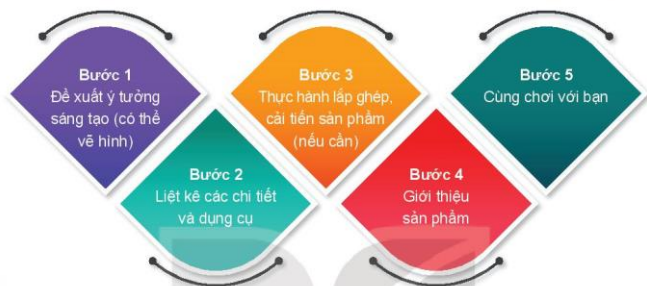 Bước 1
Đề xuất ý tưởng
sáng tạo (có thể
vẽ hình)
Bước 2
Liệt kê các chi tiết
và dụng cụ
Bước 3
Thực hành lắp ghép,
cải tiến sản phẩm
(nếu cần)
Bước 4
Giới thiệu
sản phẩm
Bước 5
Cùng chơi với bạn